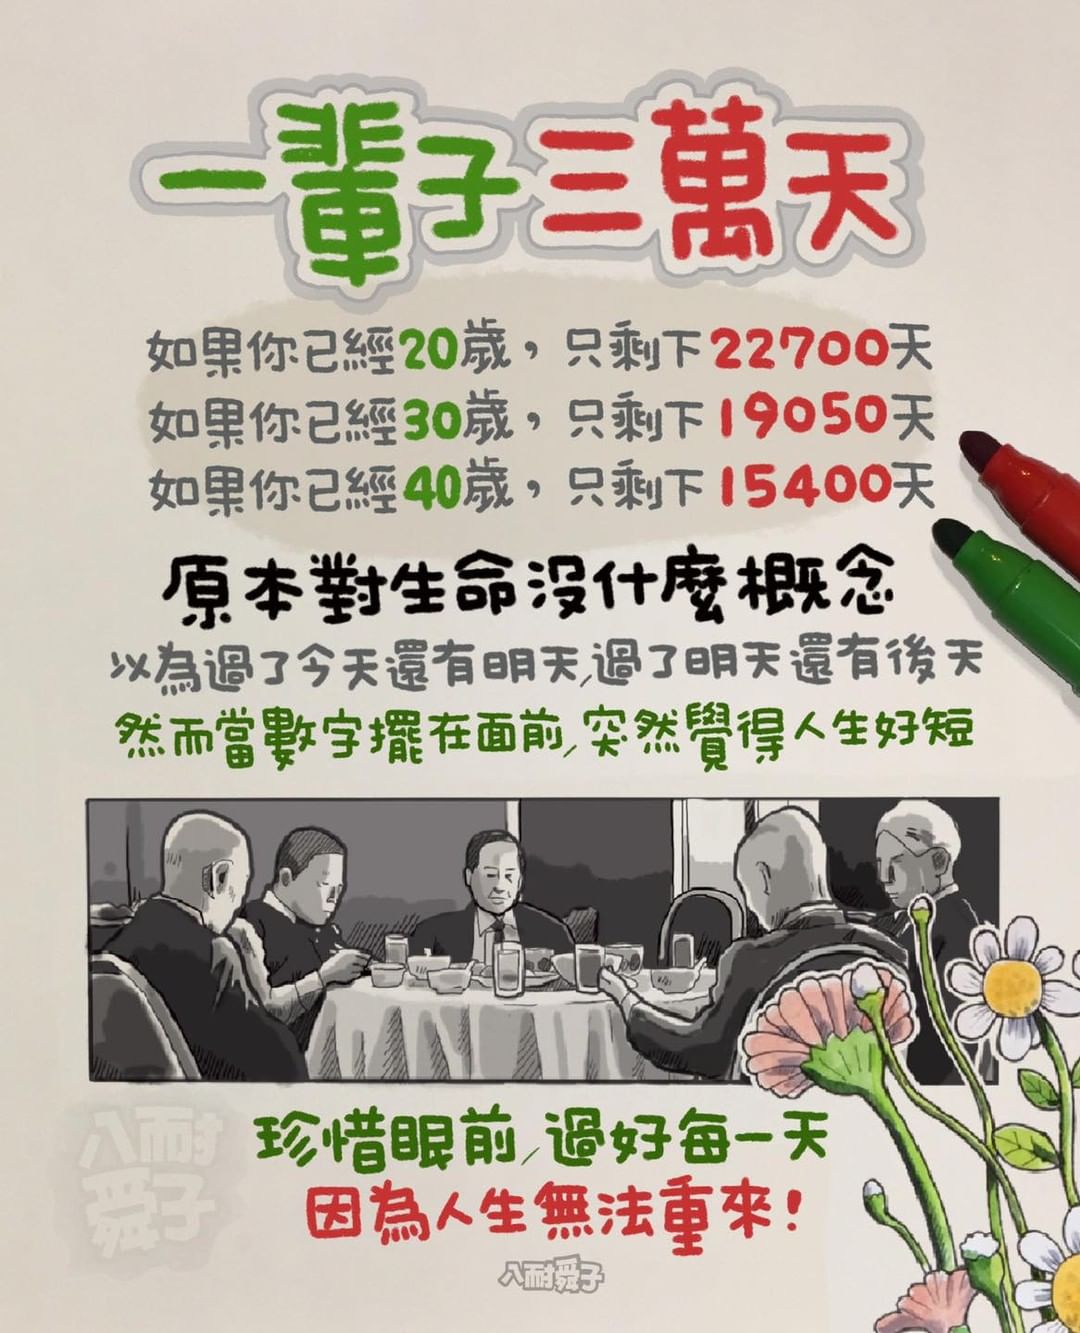 一輩子三萬天
如果你已經20歲，只剩下22700天
如果你已經30歲，只剩下19050天
如果你已經40歲，只剩下15400天
原本對生命沒什麼概念
以為過了今天還有明天,過了明天還有後天
然而當數字擺在面前,突然覺得人生好短
珍惜眼前,過好每一天
因為人生無法重來!
八耐舜子
八耐舜子